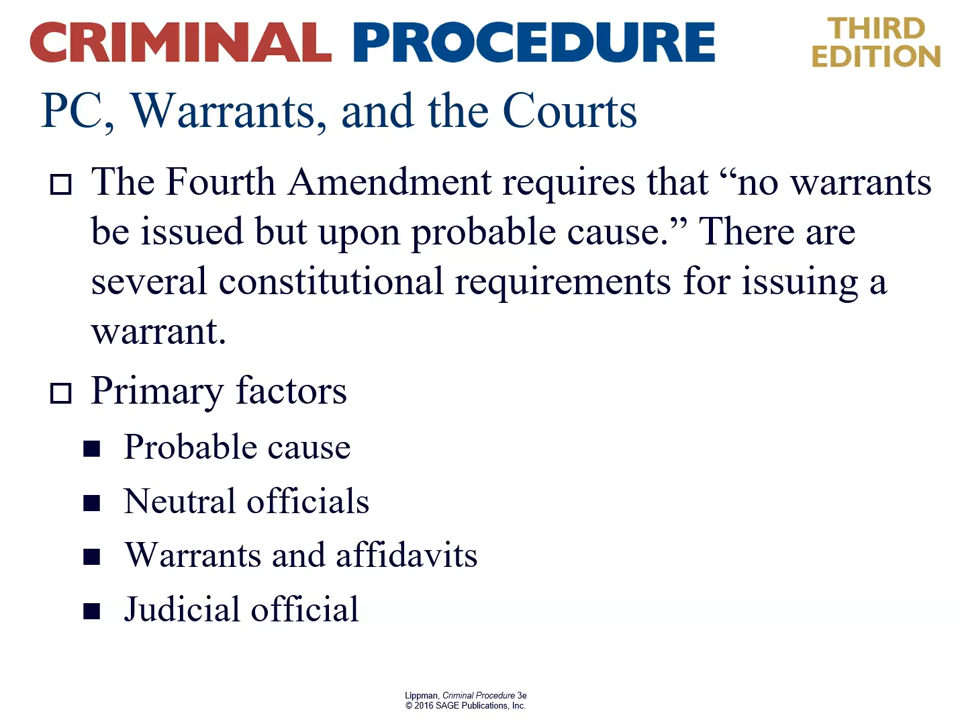 CRIMINAL PROCEDURE
THIRD
EDITION
PC, Warrants, and the Courts
The Fourth Amendment requires that “no warrants
be issued but upon probable cause.” There are
several constitutional requirements for issuing a
warrant.
Primary factors
Probable cause
Neutral officials
Warrants and affidavits
Judicial official
Lippman, Criminal Procedure 3e
© 2016 SAGE Publications, Inc.